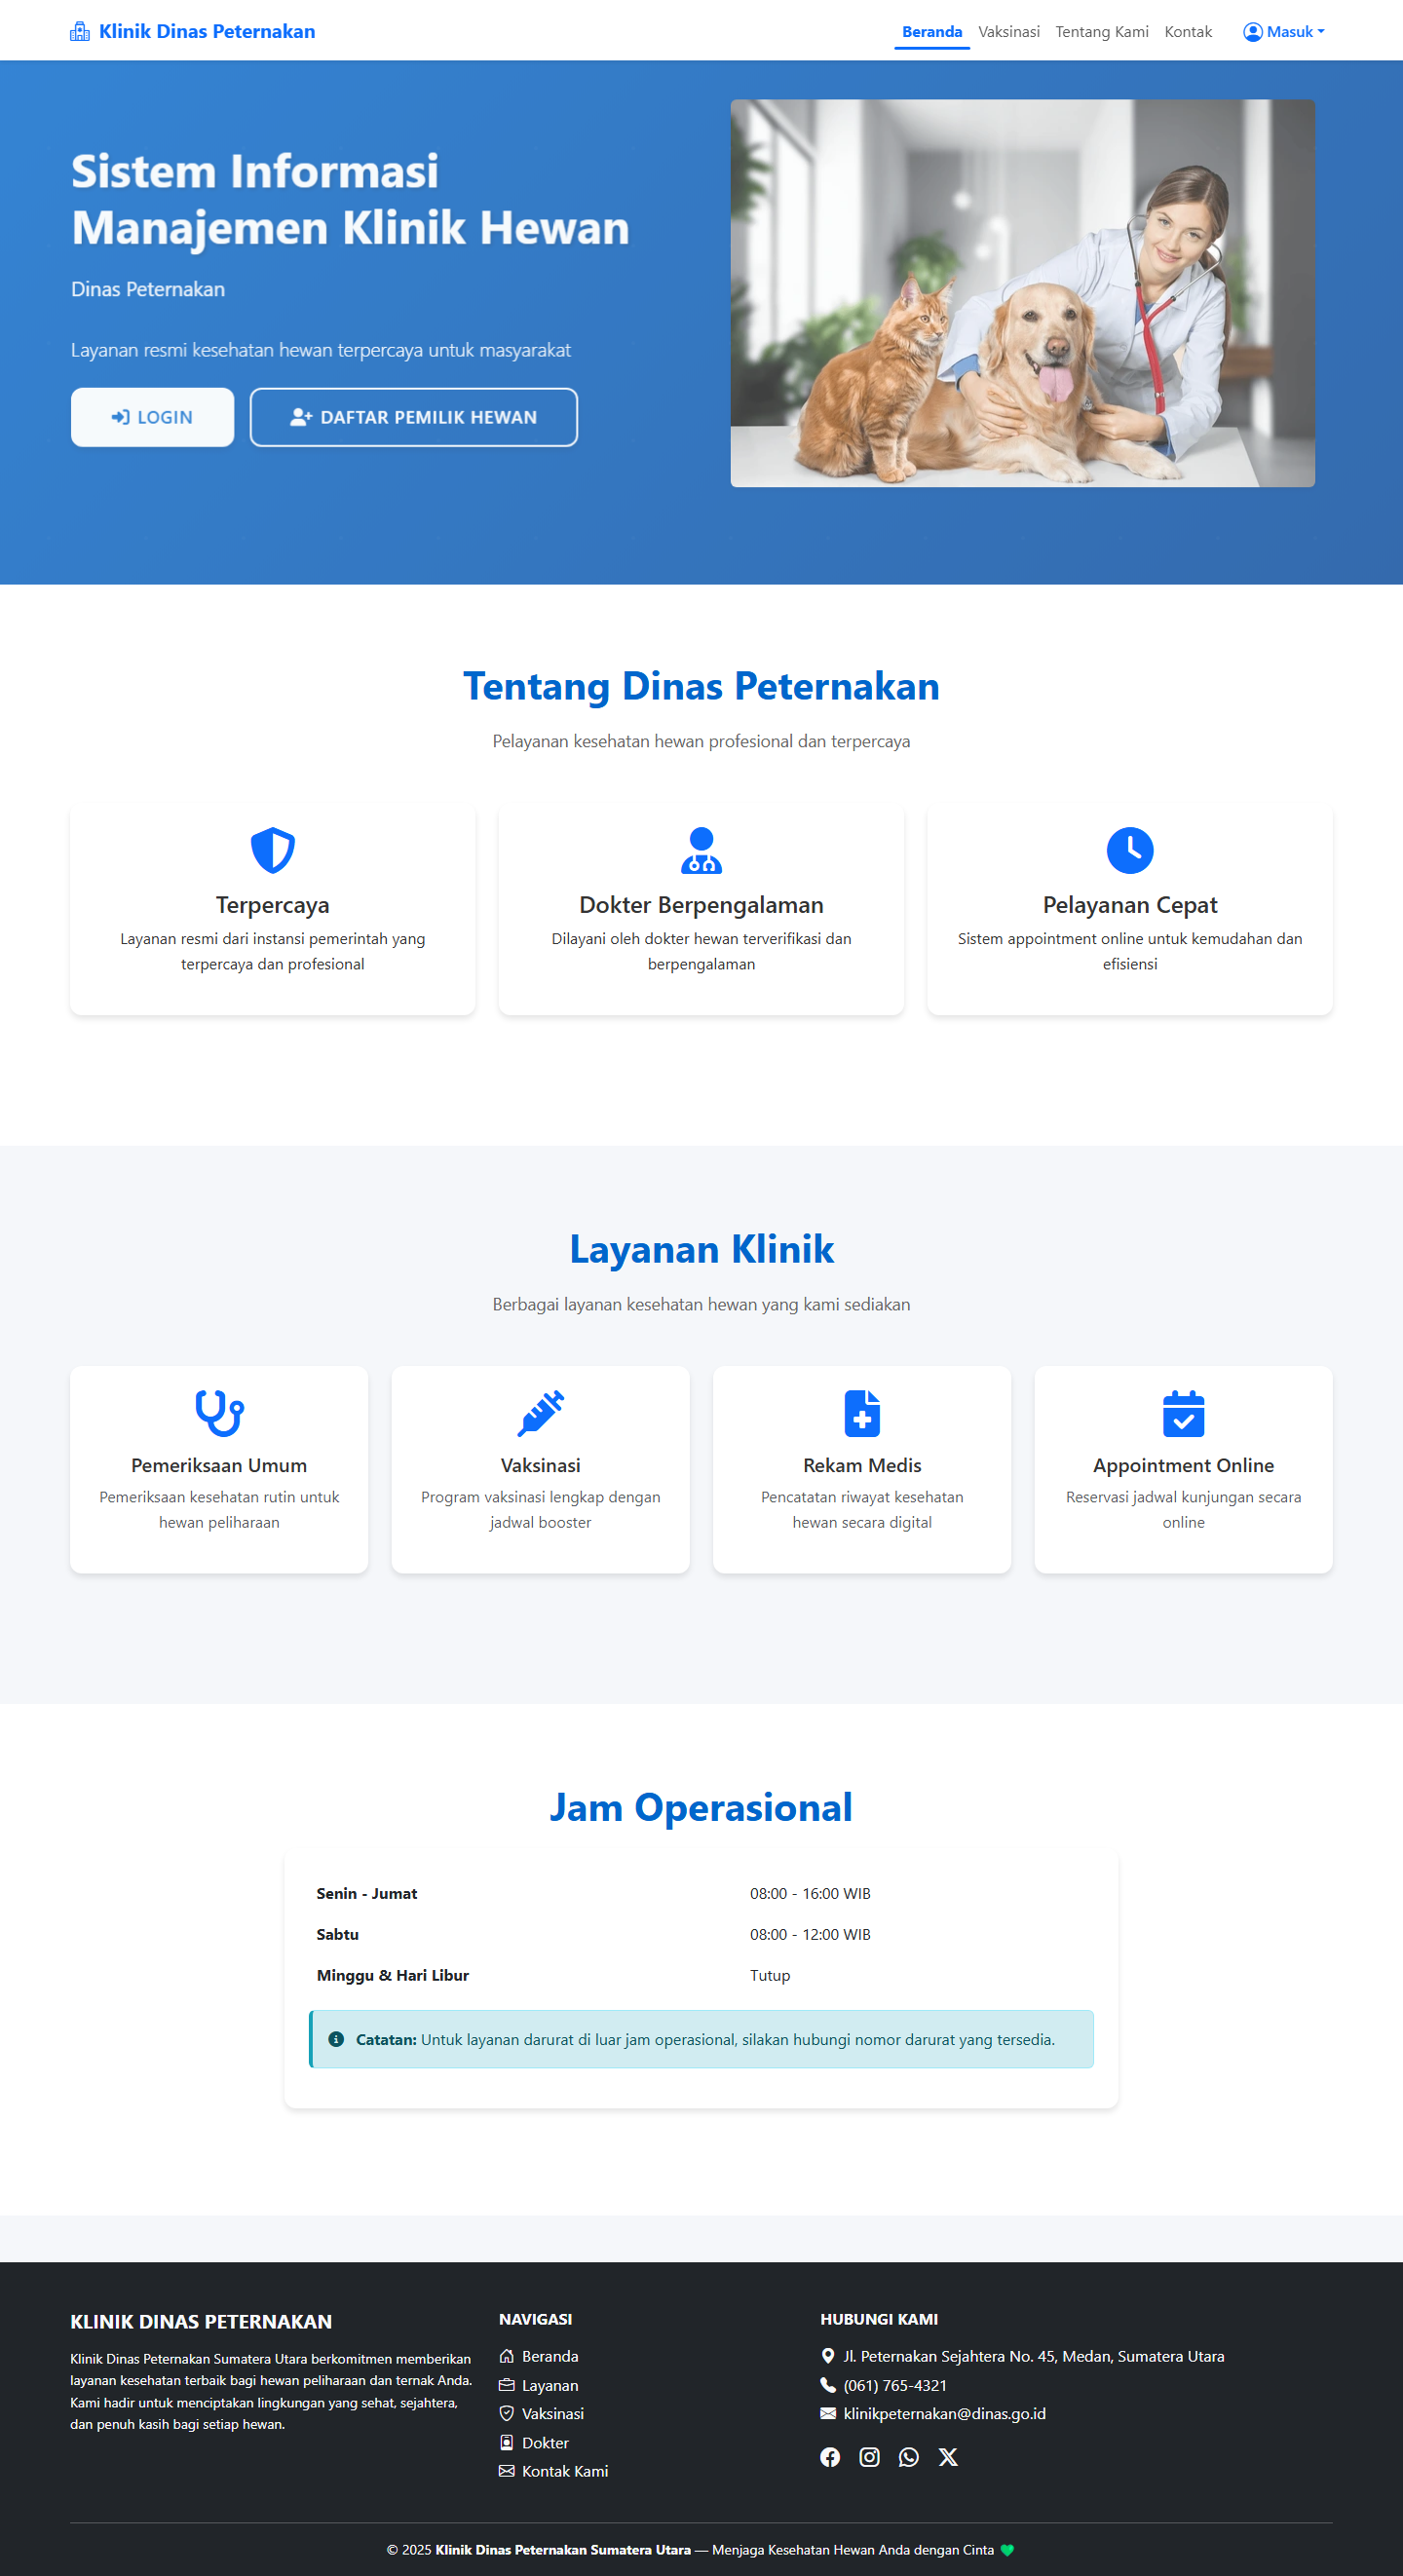 Klinik Dinas Peternakan
Beranda
Vaksinasi
Tentang Kami
Kontak
Masuk
Sistem Informasi
Manajemen Klinik Hewan
Dinas Peternakan
Layanan resmi kesehatan hewan terpercaya untuk masyarakat
LOGIN
DAFTAR PEMILIK HEWAN
Tentang Dinas Peternakan
Pelayanan kesehatan hewan profesional dan terpercaya
Terpercaya
Layanan resmi dari instansi pemerintah yang
terpercaya dan profesional
Dokter Berpengalaman
Dilayani oleh dokter hewan terverifikasi dan
berpengalaman
Pelayanan Cepat
Sistem appointment online untuk kemudahan dan
efisiensi
Layanan Klinik
Berbagai layanan kesehatan hewan yang kami sediakan
Pemeriksaan Umum
Pemeriksaan kesehatan rutin untuk
hewan peliharaan
Vaksinasi
Program vaksinasi lengkap dengan
jadwal booster
Rekam Medis
Pencatatan riwayat kesehatan
hewan secara digital
Appointment Online
Reservasi jadwal kunjungan secara
online
Jam Operasional
Senin - Jumat 08:00 - 16:00 WIB
Sabtu 08:00 - 12:00 WIB
Minggu & Hari Libur Tutup
Catatan: Untuk layanan darurat di luar jam operasional, silakan hubungi nomor darurat yang tersedia.
KLINIK DINAS PETERNAKAN
Klinik Dinas Peternakan Sumatera Utara berkomitmen memberikan
layanan kesehatan terbaik bagi hewan peliharaan dan ternak Anda.
Kami hadir untuk menciptakan lingkungan yang sehat, sejahtera,
dan penuh kasih bagi setiap hewan.
NAVIGASI
Beranda
Layanan
Vaksinasi
Dokter
Kontak Kami
HUBUNGI KAMI
Jl. Peternakan Sejahtera No. 45, Medan, Sumatera Utara
(061) 765-4321
klinikpeternakan@dinas.go.id
© 2025 Klinik Dinas Peternakan Sumatera Utara — Menjaga Kesehatan Hewan Anda dengan Cinta 💚